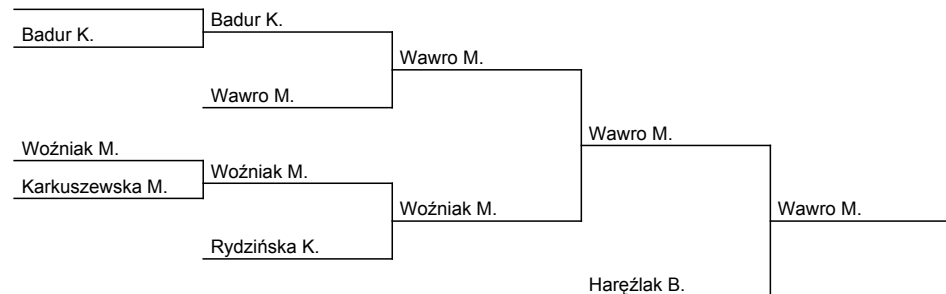 Badur K.
Badur K.
Wawro M.
Wawro M.
Wawro M.
Woźniak M.
Woźniak M.
Karkuszewska M.
Woźniak M.
Wawro M.
Rydzińska K.
Haręźlak B.